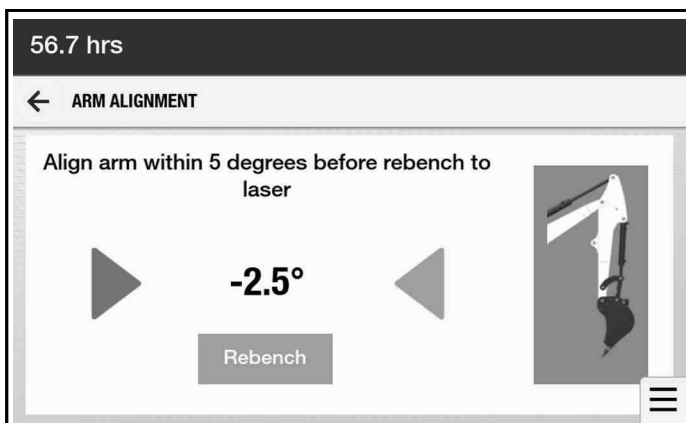 56.7 hrs
ARM ALIGNMENT
Align arm within 5 degrees before rebench to
laser
-2.5°
Rebench